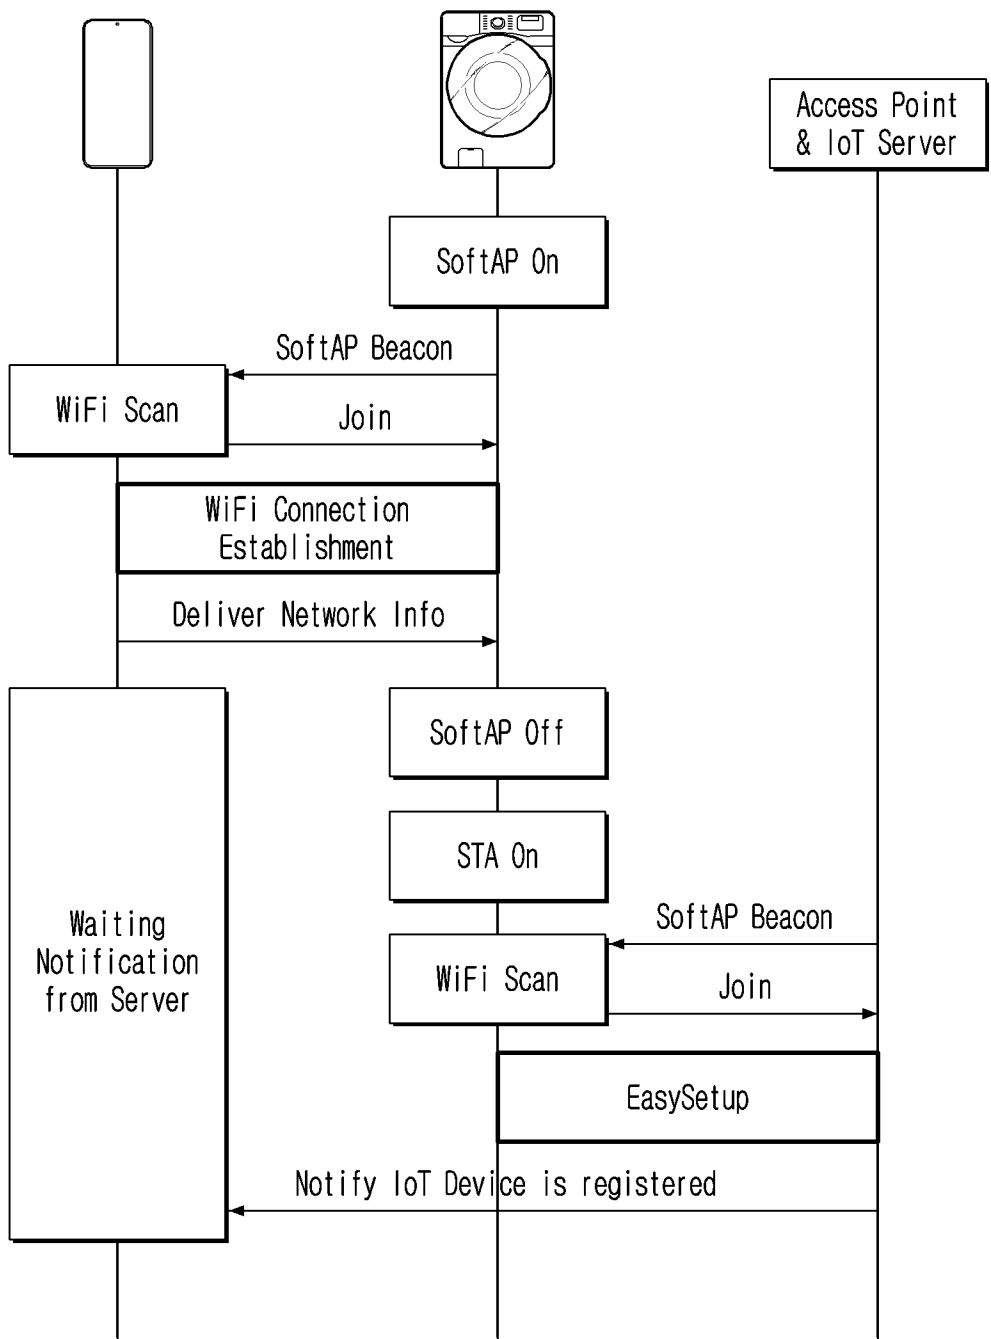 Access Point
& IoT Server
SoftAP On
SoftAP Beacon
WiFi Scan
Join
WiFi Connection
Establishment
Deliver Network Info
SoftAP Off
STA On
Waiting
Notification
from Server
SoftAP Beacon
WiFi Scan
Join
EasySetup
Notify IoT Device is registered